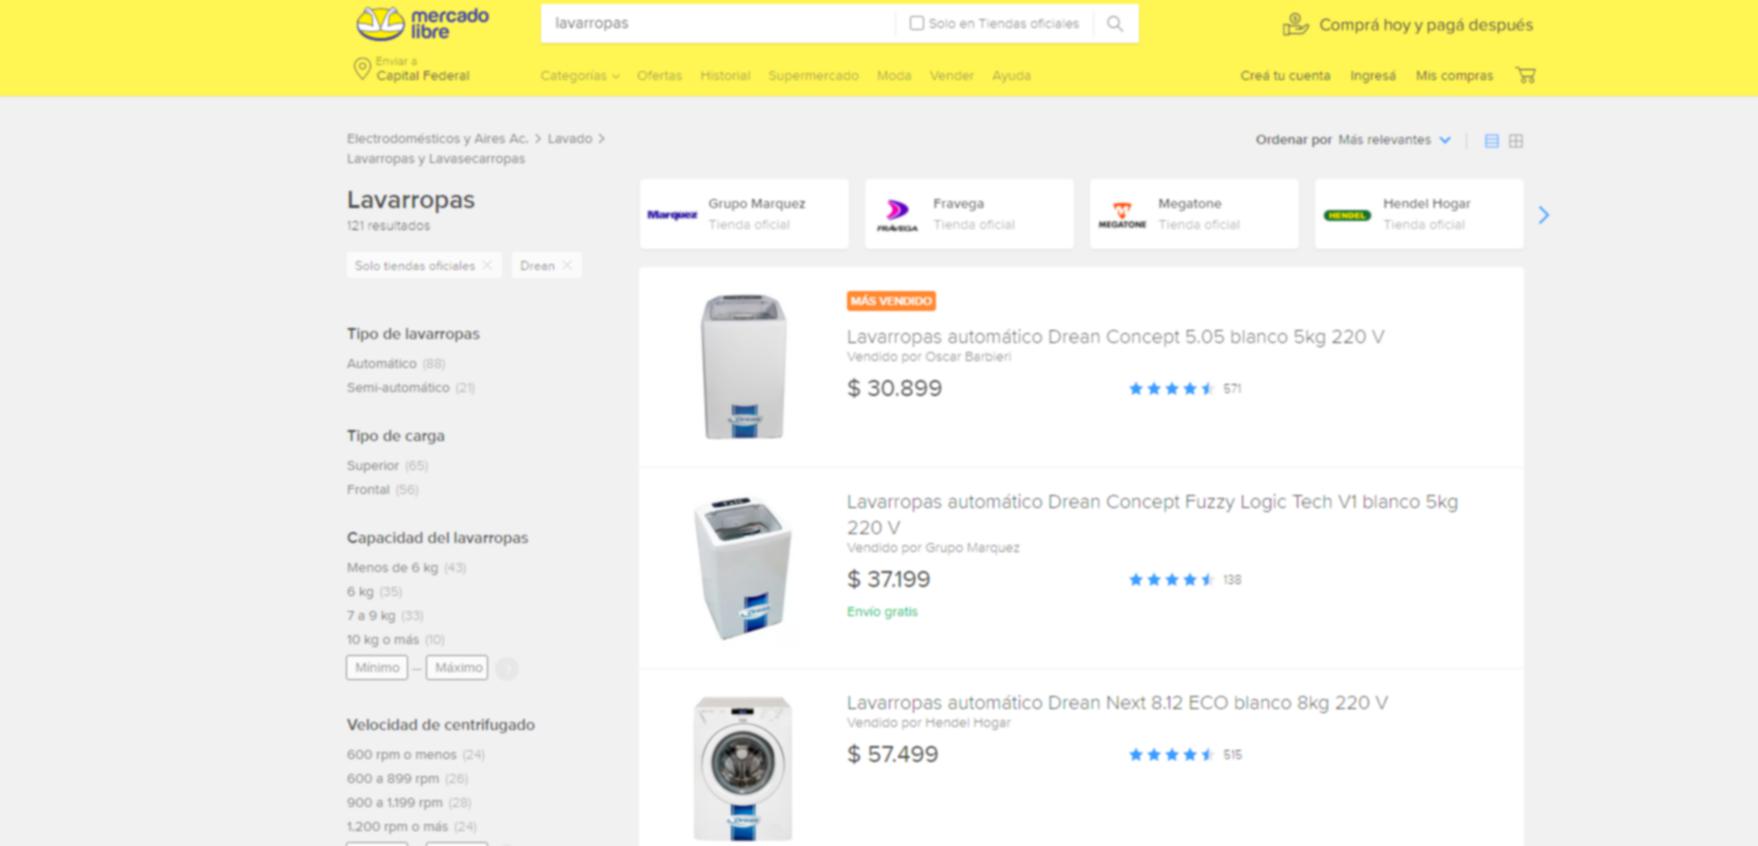 mercado
libre
lavarropas
Solo en Tiendas oficiales
Comprá hoy y pagá después
Enviar a
Capital Federal
Categorías
Ofertas
Historial
Supermercado
Moda
Vender
Ayuda
Creá tu cuenta
Ingresá
Mis compras
Electrodomésticos y Aires Ac. > Lavado >
Lavarropas y Lavasecarropas
Ordenar por Más relevantes
Lavarropas
121 resultados
Solo tiendas oficiales
Drean
Marquez
Grupo Marquez
Tienda oficial
FRAVEGA
Fravega
Tienda oficial
MEGATONE
Megatone
Tienda oficial
HENDEL
Hendel Hogar
Tienda oficial
Tipo de lavarropas
Automático (88)
Semi-automático (21)
Tipo de carga
Superior (65)
Frontal (56)
Capacidad del lavarropas
Menos de 6 kg (43)
6 kg (35)
7 a 9 kg (33)
10 kg o más (10)
Mínimo — Máximo
Velocidad de centrifugado
600 rpm o menos (24)
600 a 899 rpm (26)
900 a 1.199 rpm (28)
1.200 rpm o más (24)
MÁS VENDIDO
Lavarropas automático Drean Concept 5.05 blanco 5kg 220 V
Vendido por Oscar Barbieri
$ 30.899
571
Drean
Lavarropas automático Drean Concept Fuzzy Logic Tech V1 blanco 5kg
220 V
Vendido por Grupo Marquez
$ 37.199
138
Envío gratis
Drean
Lavarropas automático Drean Next 8.12 ECO blanco 8kg 220 V
Vendido por Hendel Hogar
$ 57.499
515
Drean